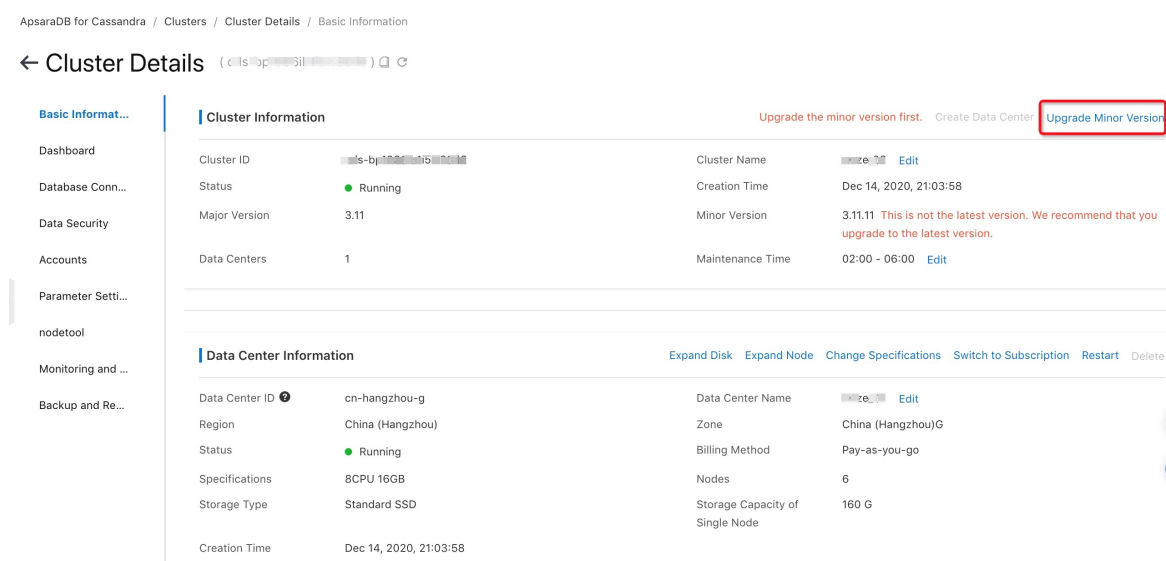 ApsaraDB for Cassandra / Clusters / Cluster Details / Basic Information
← Cluster Details
Basic Informat...
Dashboard
Database Conn...
Data Security
Accounts
Parameter Setti...
nodetool
Monitoring and ...
Backup and Re...
Cluster Information Upgrade the minor version first. Create Data Center Upgrade Minor Version
Cluster ID Cluster Name Edit
Status Running Creation Time Dec 14, 2020, 21:03:58
Major Version 3.11 Minor Version 3.11.11 This is not the latest version. We recommend that you
upgrade to the latest version.
Data Centers 1 Maintenance Time 02:00 - 06:00 Edit
Data Center Information Expand Disk Expand Node Change Specifications Switch to Subscription Restart Delete
Data Center ID ? cn-hangzhou-g Data Center Name Edit
Region China (Hangzhou) Zone China (Hangzhou)G
Status Running Billing Method Pay-as-you-go
Specifications 8CPU 16GB Nodes 6
Storage Type Standard SSD Storage Capacity of 160 G
Single Node
Creation Time Dec 14, 2020, 21:03:58